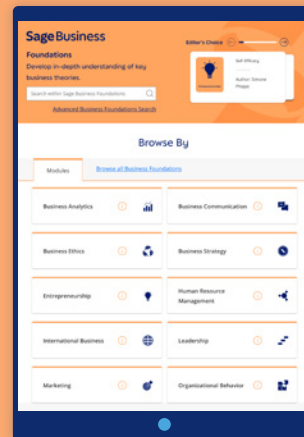 Sage Business
Foundations
Develop in-depth understanding of key
business theories.
Search within Sage Business Foundations
Advanced Business Foundations Search
Editor's Choice
Self-Efficacy
Author: Simone
Phipps
Browse By
Modules
Browse all Business Foundations
Business Analytics
Business Communication
Business Ethics
Business Strategy
Entrepreneurship
Human Resource
Management
International Business
Leadership
Marketing
Organizational Behavior